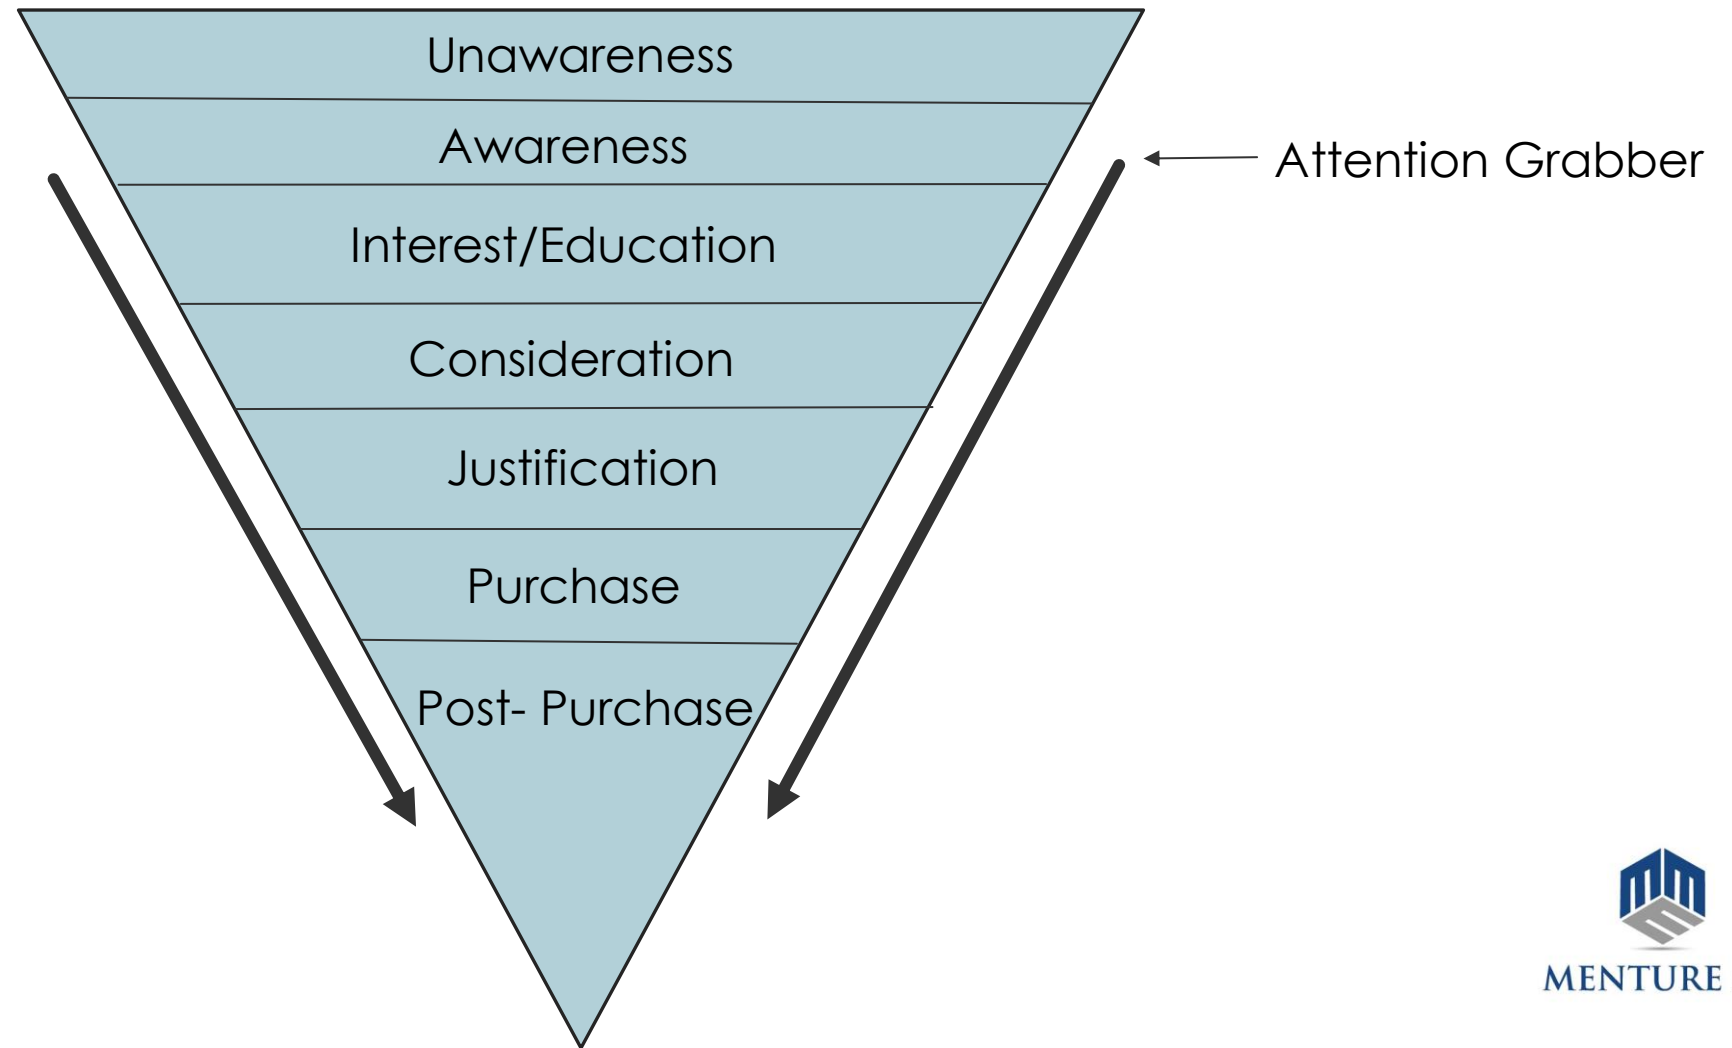 Unawareness
Awareness
Attention Grabber
Interest/Education
Consideration
Justification
Purchase
Post- Purchase
MENTURE